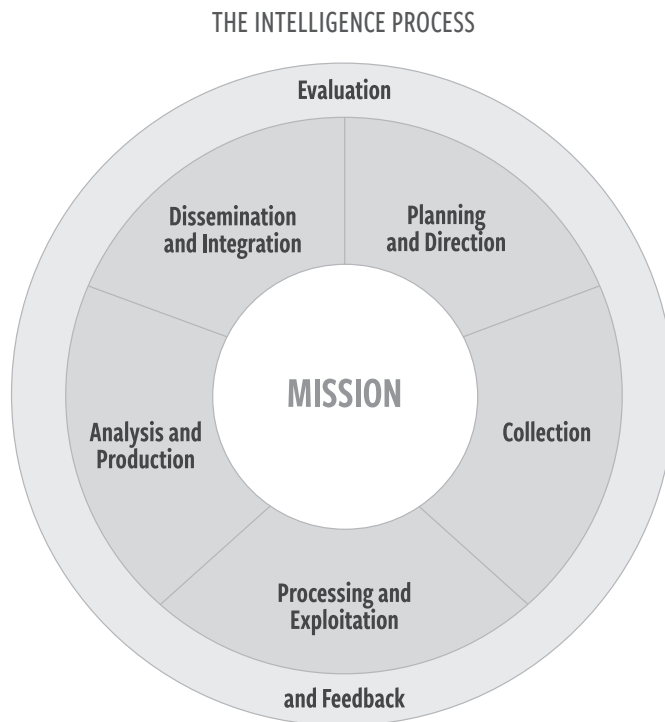 THE INTELLIGENCE PROCESS
Evaluation
Dissemination
and Integration
Planning
and Direction
MISSION
Analysis and
Production
Collection
Processing and
Exploitation
and Feedback